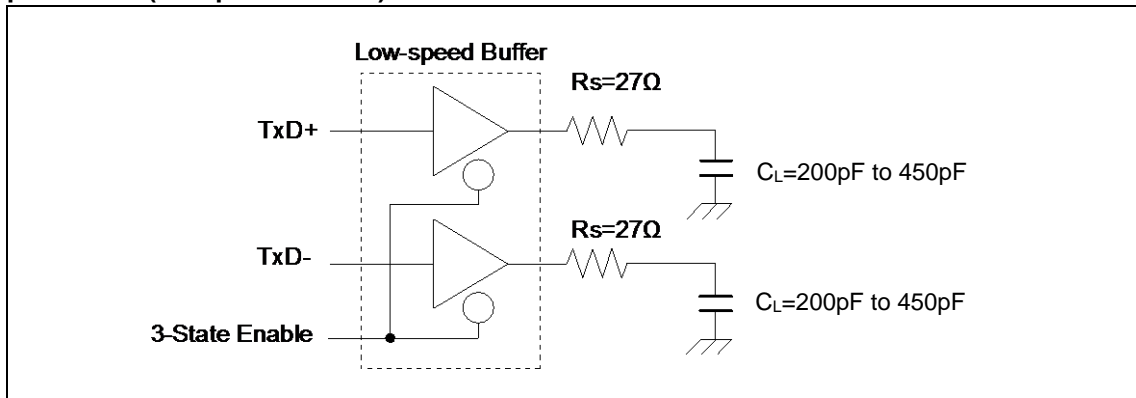 Low-speed Buffer
Rs=27Ω
TxD+
CL=200pF to 450pF
Rs=27Ω
TxD-
CL=200pF to 450pF
3-State Enable